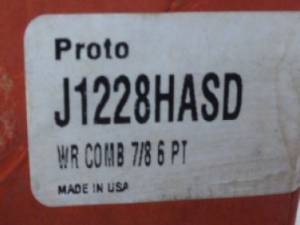 Proto
J1228HASD
WR COMB 7/8 6 PT
MADE IN USA